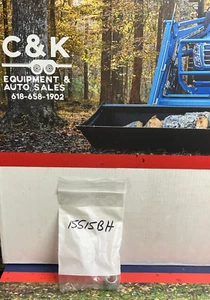 C&K
EQUIPMENT &
AUTO SALES
618-658-1902
15515BH